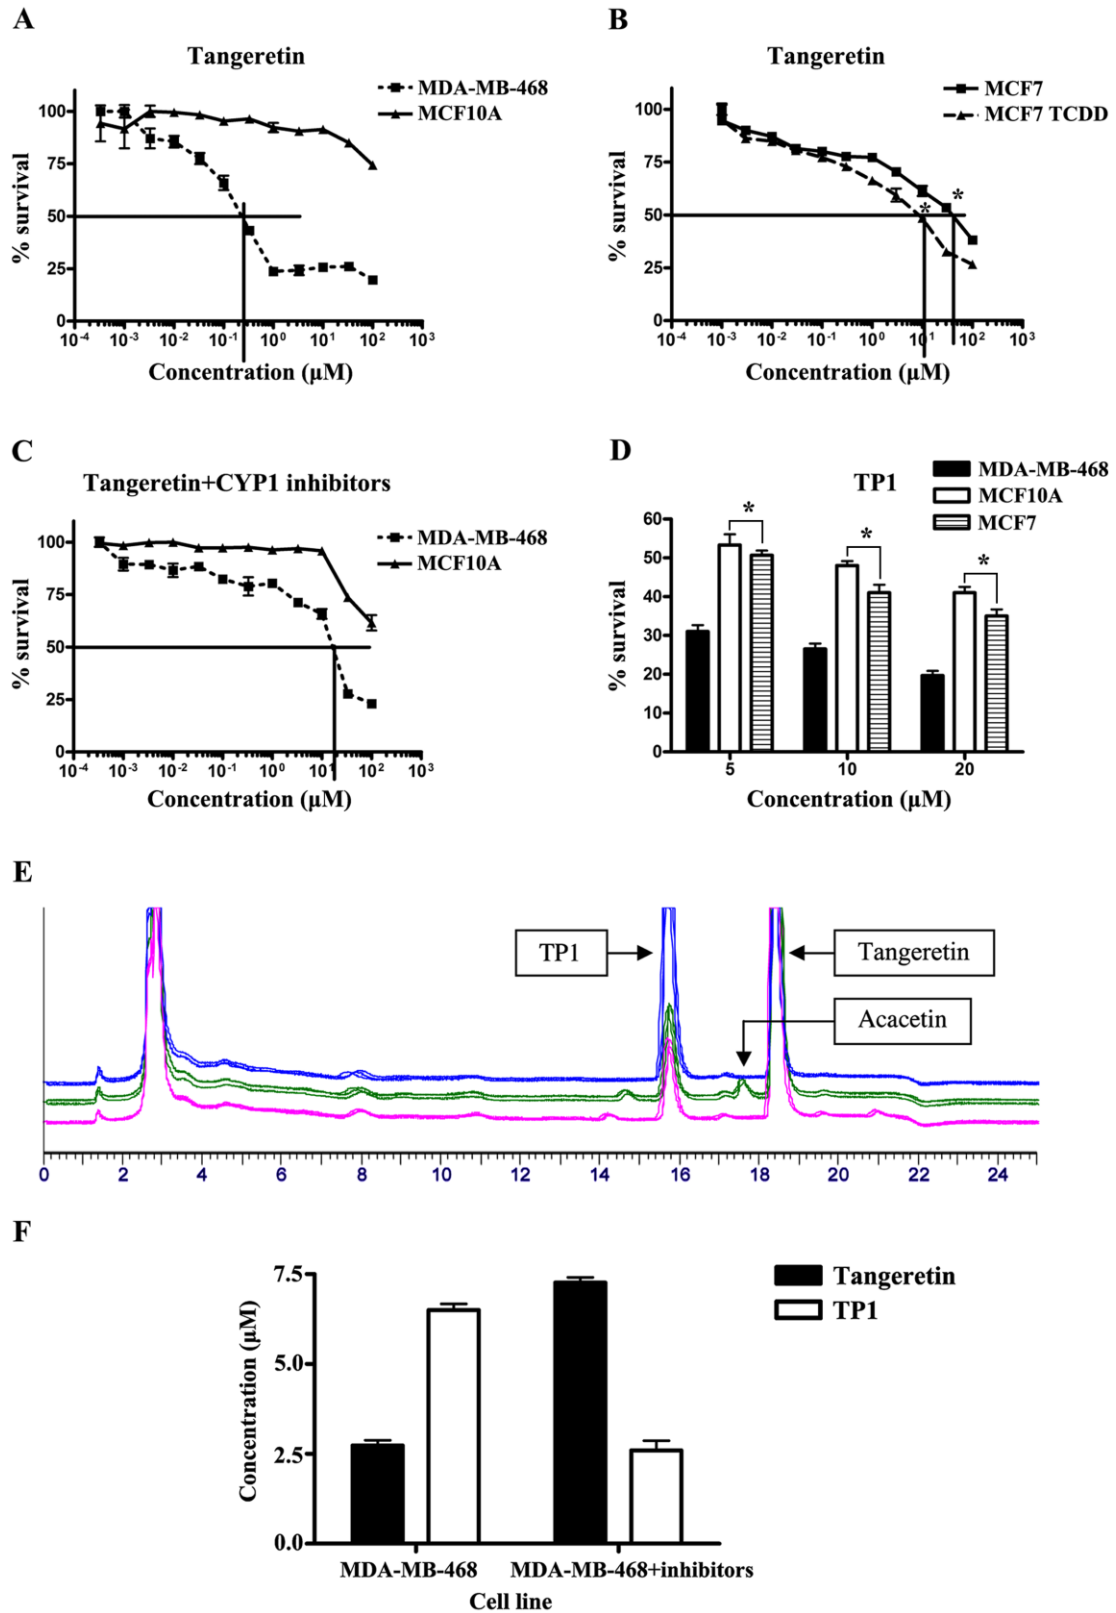 A
Tangeretin
MDA-MB-468
MCF10A
% survival
100
75
50
25
0
10-4 10-3 10-2 10-1 100 101 102 103
Concentration (µM)
B
Tangeretin
MCF7
MCF7 TCDD
% survival
100
75
50
25
0
*
*
10-4 10-3 10-2 10-1 100 101 102 103
Concentration (µM)
C
Tangeretin+CYP1 inhibitors
MDA-MB-468
MCF10A
% survival
100
75
50
25
0
10-4 10-3 10-2 10-1 100 101 102 103
Concentration (µM)
D
TP1
MDA-MB-468
MCF10A
MCF7
% survival
60
50
40
30
20
10
0
*
*
*
5 10 20
Concentration (µM)
E
TP1
Tangeretin
Acacetin
0 2 4 6 8 10 12 14 16 18 20 22 24
F
Tangeretin
TP1
Concentration (µM)
7.5
5.0
2.5
0.0
MDA-MB-468 MDA-MB-468+inhibitors
Cell line